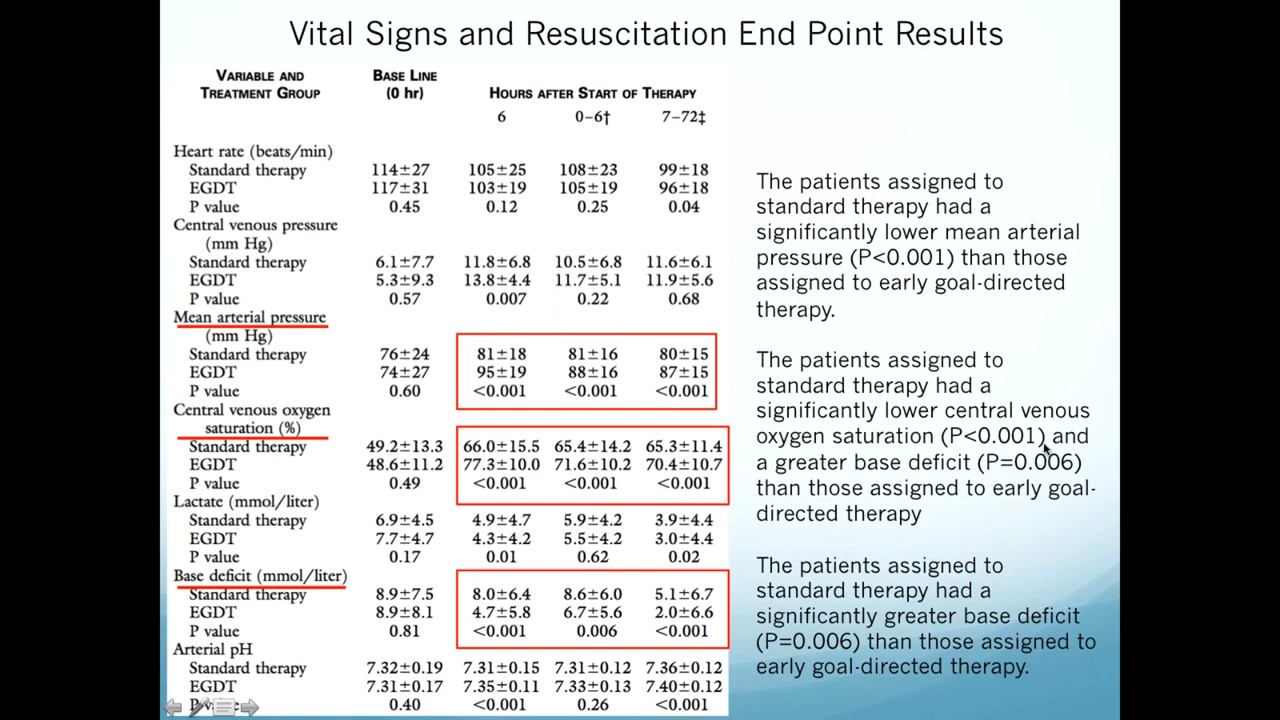 Vital Signs and Resuscitation End Point Results
VARIABLE AND TREATMENT GROUP
BASE LINE (0 hr)
HOURS AFTER START OF THERAPY
6 0–6† 7–72‡
Heart rate (beats/min)
Standard therapy 114±27 105±25 108±23 99±18
EGDT 117±31 103±19 105±19 96±18
P value 0.45 0.12 0.25 0.04
Central venous pressure
(mm Hg)
Standard therapy 6.1±7.7 11.8±6.8 10.5±6.8 11.6±6.1
EGDT 5.3±9.3 13.8±4.4 11.7±5.1 11.9±5.6
P value 0.57 0.007 0.22 0.68
Mean arterial pressure
(mm Hg)
Standard therapy 76±24 81±18 81±16 80±15
EGDT 74±27 95±19 88±16 87±15
P value 0.60 <0.001 <0.001 <0.001
Central venous oxygen
saturation (%)
Standard therapy 49.2±13.3 66.0±15.5 65.4±14.2 65.3±11.4
EGDT 48.6±11.2 77.3±10.0 71.6±10.2 70.4±10.7
P value 0.49 <0.001 <0.001 <0.001
Lactate (mmol/liter)
Standard therapy 6.9±4.5 4.9±4.7 5.9±4.2 3.9±4.4
EGDT 7.7±4.7 4.3±4.2 5.5±4.2 3.0±4.4
P value 0.17 0.01 0.62 0.02
Base deficit (mmol/liter)
Standard therapy 8.9±7.5 8.0±6.4 8.6±6.0 5.1±6.7
EGDT 8.9±8.1 4.7±5.8 6.7±5.6 2.0±6.6
P value 0.81 <0.001 0.006 <0.001
Arterial pH
Standard therapy 7.32±0.19 7.31±0.15 7.31±0.12 7.36±0.12
EGDT 7.31±0.17 7.35±0.11 7.33±0.13 7.40±0.12
0.40 <0.001 0.26 <0.001
The patients assigned to
standard therapy had a
significantly lower mean arterial
pressure (P<0.001) than those
assigned to early goal-directed
therapy.
The patients assigned to
standard therapy had a
significantly lower central venous
oxygen saturation (P<0.001) and
a greater base deficit (P=0.006)
than those assigned to early goal-
directed therapy
The patients assigned to
standard therapy had a
significantly greater base deficit
(P=0.006) than those assigned to
early goal-directed therapy.